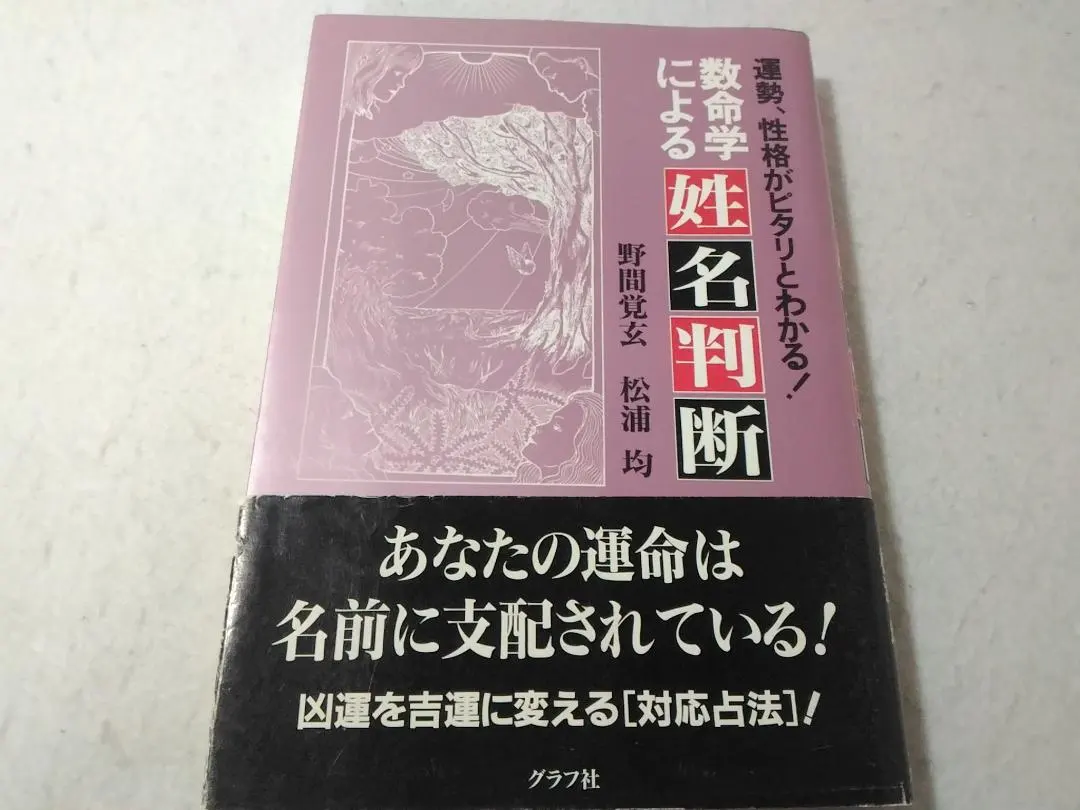 運勢、性格がピタリとわかる!
数命学
による
姓名判断
野間覚玄 松浦 均
あなたの運命は
名前に支配されている!
凶運を吉運に変える[対応占法]!
グラフ社